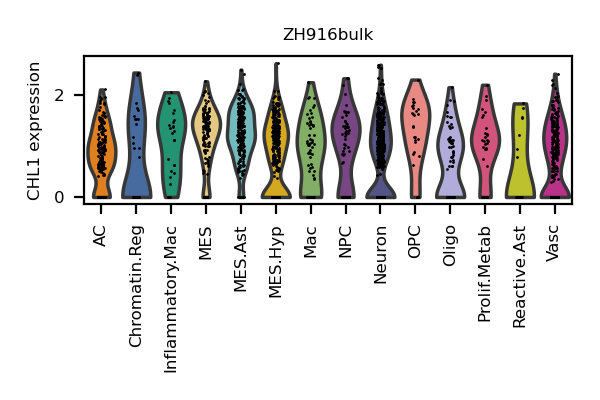 ZH916bulk
CHL1 expression
2
0
AC
Chromatin.Reg
Inflammatory.Mac
MES
MES.Ast
MES.Hyp
Mac
NPC
Neuron
OPC
Oligo
Prolif.Metab
Reactive.Ast
Vasc